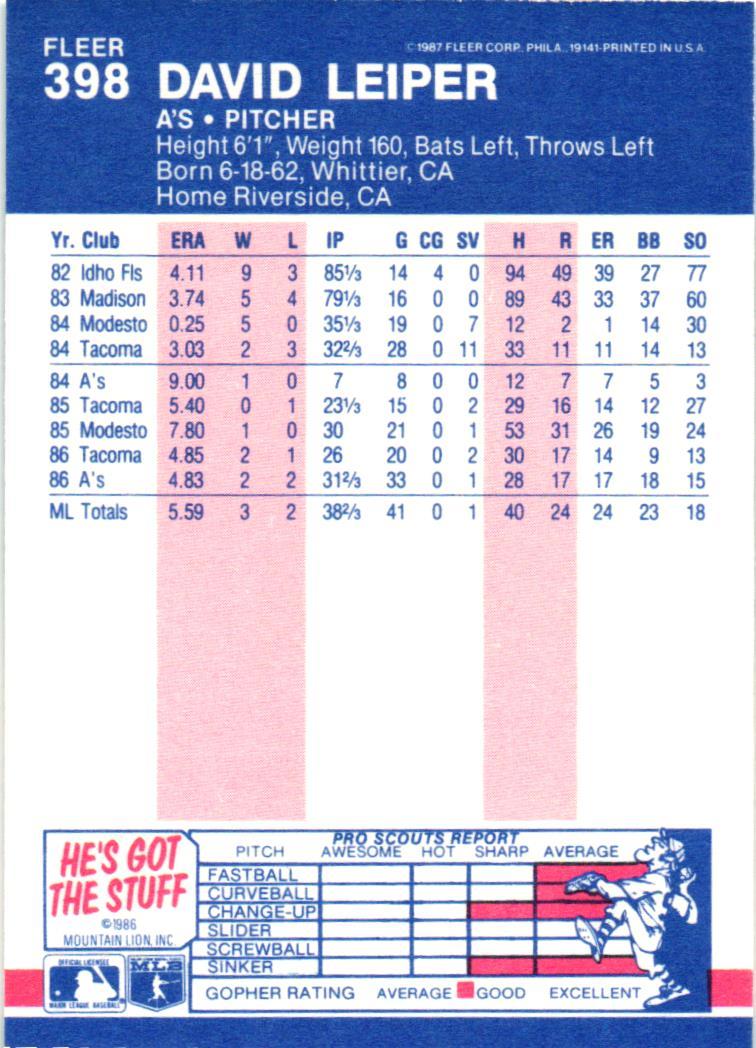 FLEER
©1987 FLEER CORP. PHILA., 19141-PRINTED IN U.S.A.
398 DAVID LEIPER
A'S • PITCHER
Height 6'1", Weight 160, Bats Left, Throws Left
Born 6-18-62, Whittier, CA
Home Riverside, CA
Yr. Club ERA W L IP G CG SV H R ER BB SO
82 Idho Fls 4.11 9 3 85⅓ 14 4 0 94 49 39 27 77
83 Madison 3.74 5 4 79⅓ 16 0 0 89 43 33 37 60
84 Modesto 0.25 5 0 35⅓ 19 0 7 12 2 1 14 30
84 Tacoma 3.03 2 3 32⅔ 28 0 11 33 11 11 14 13
84 A's 9.00 1 0 7 8 0 0 12 7 7 5 3
85 Tacoma 5.40 0 1 23⅓ 15 0 2 29 16 14 12 27
85 Modesto 7.80 1 0 30 21 0 1 53 31 26 19 24
86 Tacoma 4.85 2 1 26 20 0 2 30 17 14 9 13
86 A's 4.83 2 2 31⅔ 33 0 1 28 17 17 18 15
ML Totals 5.59 3 2 38⅔ 41 0 1 40 24 24 23 18
HE'S GOT
THE STUFF
©1986
MOUNTAIN LION, INC.
OFFICIAL LICENSEE
MAJOR LEAGUE BASEBALL
MLB
PRO SCOUTS REPORT
PITCH AWESOME HOT SHARP AVERAGE
FASTBALL
CURVEBALL
CHANGE-UP
SLIDER
SCREWBALL
SINKER
GOPHER RATING AVERAGE GOOD EXCELLENT